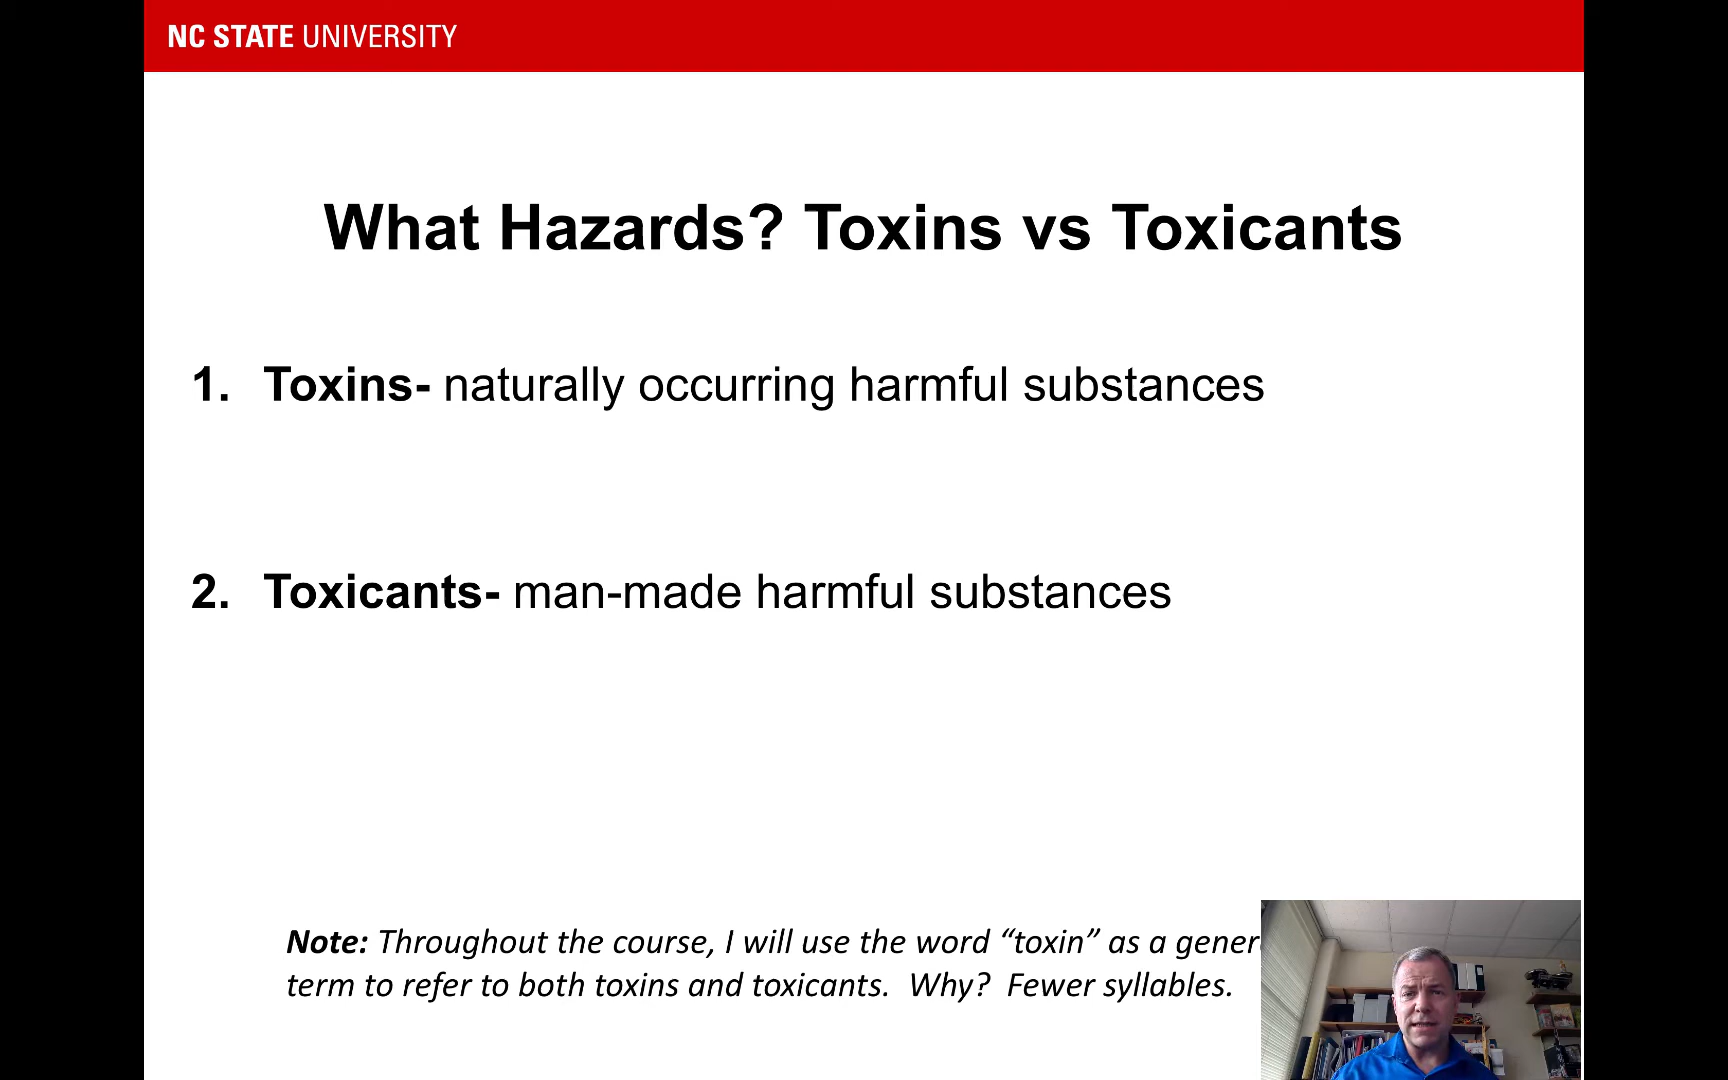 NC STATE UNIVERSITY
What Hazards? Toxins vs Toxicants
1. Toxins- naturally occurring harmful substances
2. Toxicants- man-made harmful substances
Note: Throughout the course, I will use the word “toxin” as a
term to refer to both toxins and toxicants. Why? Fewer syllables.